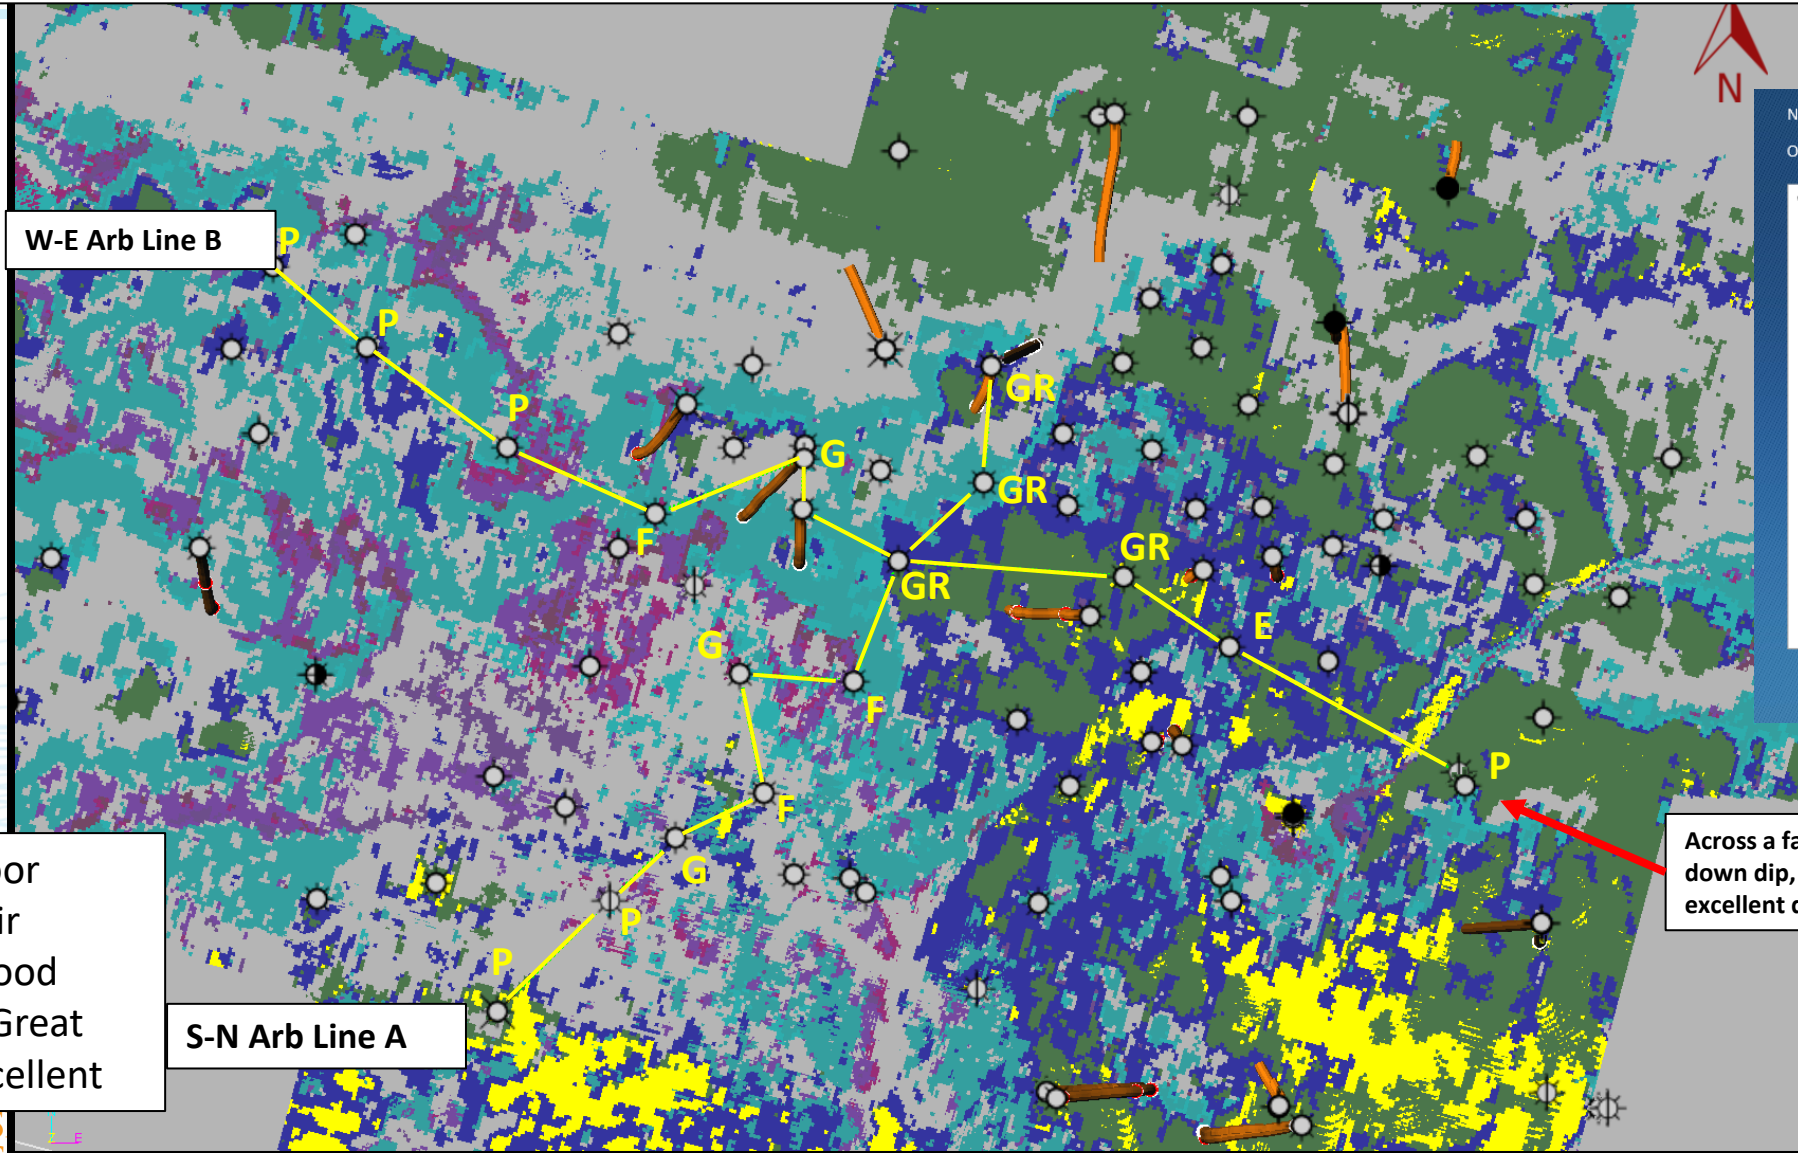 N
N
O
W-E Arb Line B
P
P
P
GR
G
GR
F
GR
GR
E
G
F
P
F
G
P
P
Across a fa
down dip,
excellent c
oor
ir
ood
Great
cellent
S-N Arb Line A
Z
E